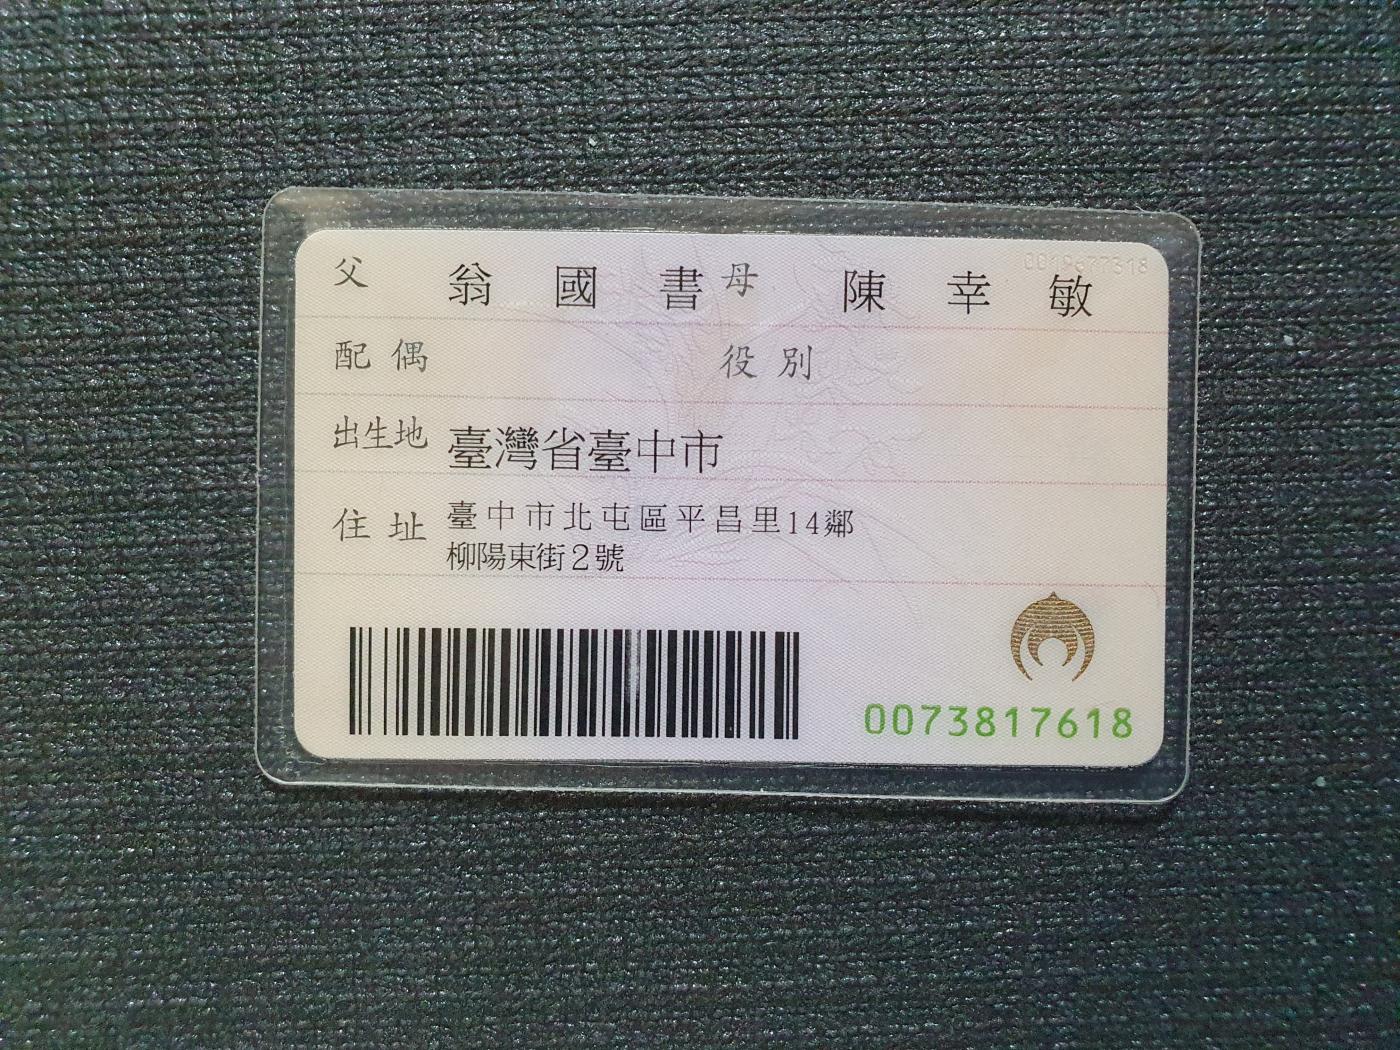 父 翁國書 母 陳幸敏
配偶 役別
出生地 臺灣省臺中市
住址 臺中市北屯區平昌里14鄰
柳陽東街2號
0073817618